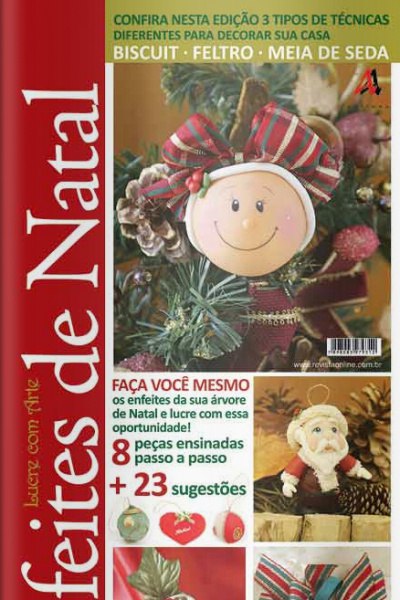 CONFIRA NESTA EDIÇÃO 3 TIPOS DE TÉCNICAS
DIFERENTES PARA DECORAR SUA CASA
BISCUIT · FELTRO · MEIA DE SEDA
Lucre com Arte
feites de Natal
www.revistaonline.com.br
FAÇA VOCÊ MESMO
os enfeites da sua árvore
de Natal e lucre com essa
oportunidade!
8 peças ensinadas
passo a passo
+ 23 sugestões